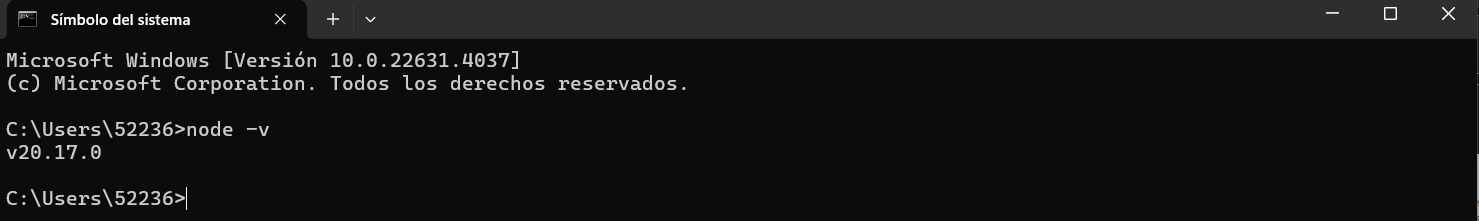 Símbolo del sistema
Microsoft Windows [Versión 10.0.22631.4037]
(c) Microsoft Corporation. Todos los derechos reservados.
C:\Users\52236>node -v
v20.17.0
C:\Users\52236>